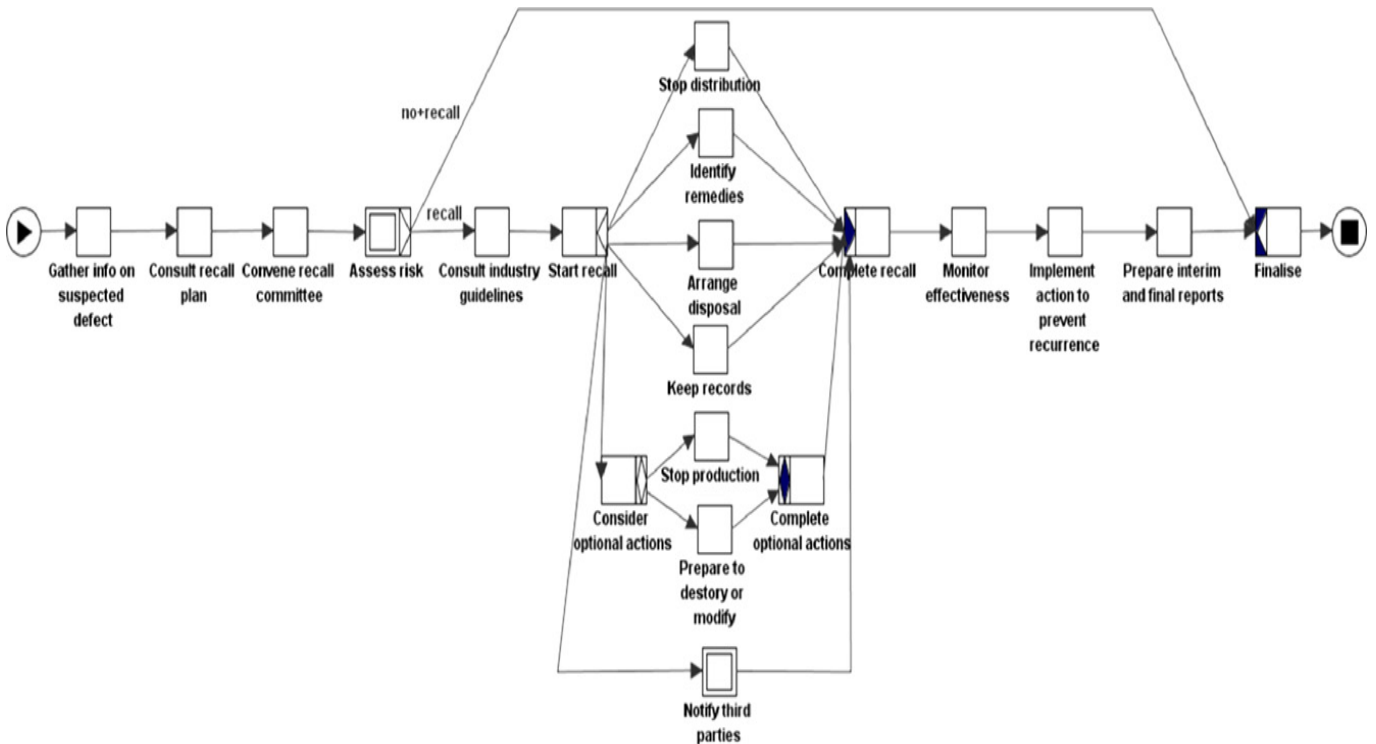 Stop distribution
no+recall
Identify
remedies
recall
Gather info on
suspected
defect
Consult recall
plan
Convene recall
committee
Assess risk
Consult industry
guidelines
Start recall
Arrange
disposal
Complete recall
Monitor
effectiveness
Implement
action to
prevent
recurrence
Prepare interim
and final reports
Finalise
Keep records
Stop production
Consider
optional actions
Complete
optional actions
Prepare to
destory or
modify
Notify third
parties